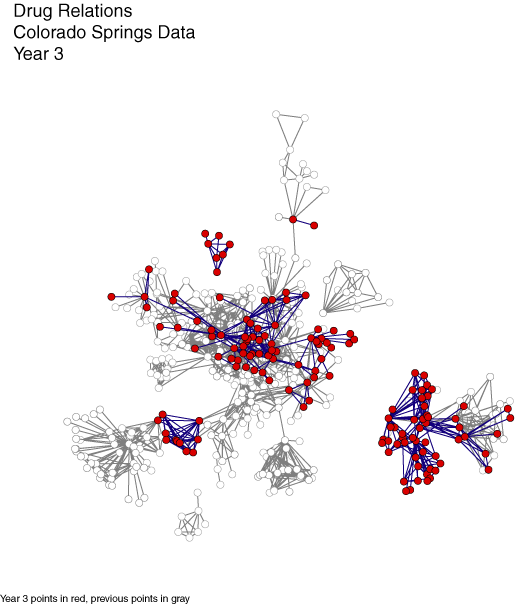 Drug Relations
Colorado Springs Data
Year 3
Year 3 points in red, previous points in gray